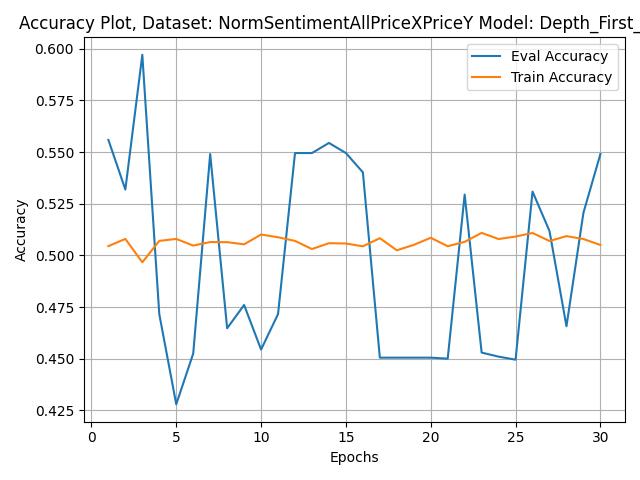 Accuracy Plot, Dataset: NormSentimentAllPriceXPriceY Model: Depth_First_
Eval Accuracy
Train Accuracy
Accuracy
0.600
0.575
0.550
0.525
0.500
0.475
0.450
0.425
0 5 10 15 20 25 30
Epochs